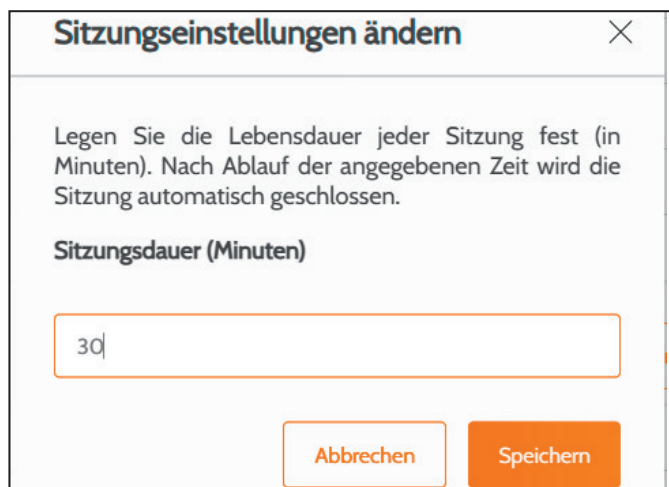 Sitzungseinstellungen ändern
Legen Sie die Lebensdauer jeder Sitzung fest (in
Minuten). Nach Ablauf der angegebenen Zeit wird die
Sitzung automatisch geschlossen.
Sitzungsdauer (Minuten)
30
Abbrechen Speichern